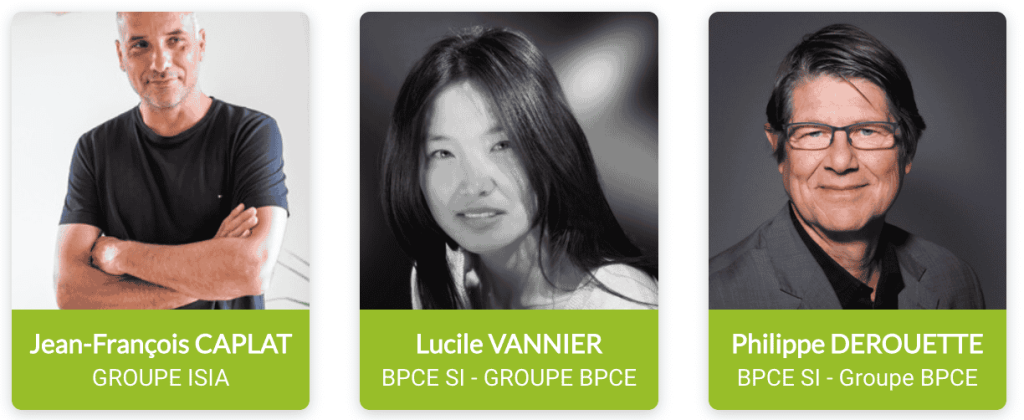 Jean-François CAPLAT
GROUPE ISIA
Lucile VANNIER
BPCE SI - GROUPE BPCE
Philippe DEROUETTE
BPCE SI - Groupe BPCE